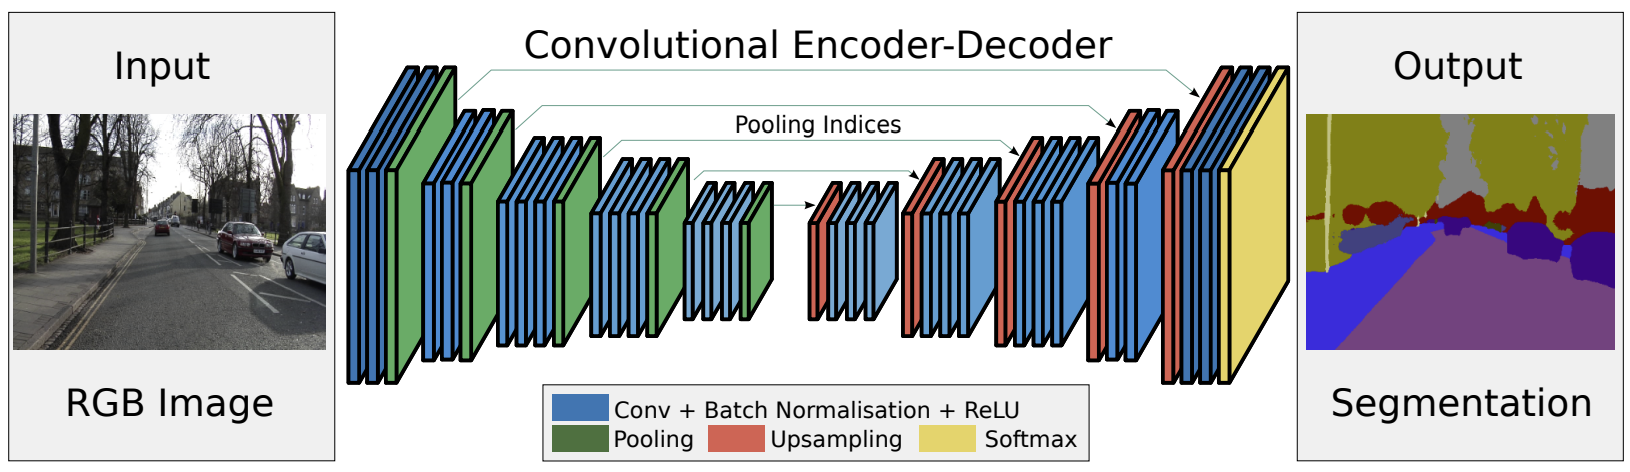 Input
RGB Image
Convolutional Encoder-Decoder
Pooling Indices
Conv + Batch Normalisation + ReLU
Pooling
Upsampling
Softmax
Output
Segmentation